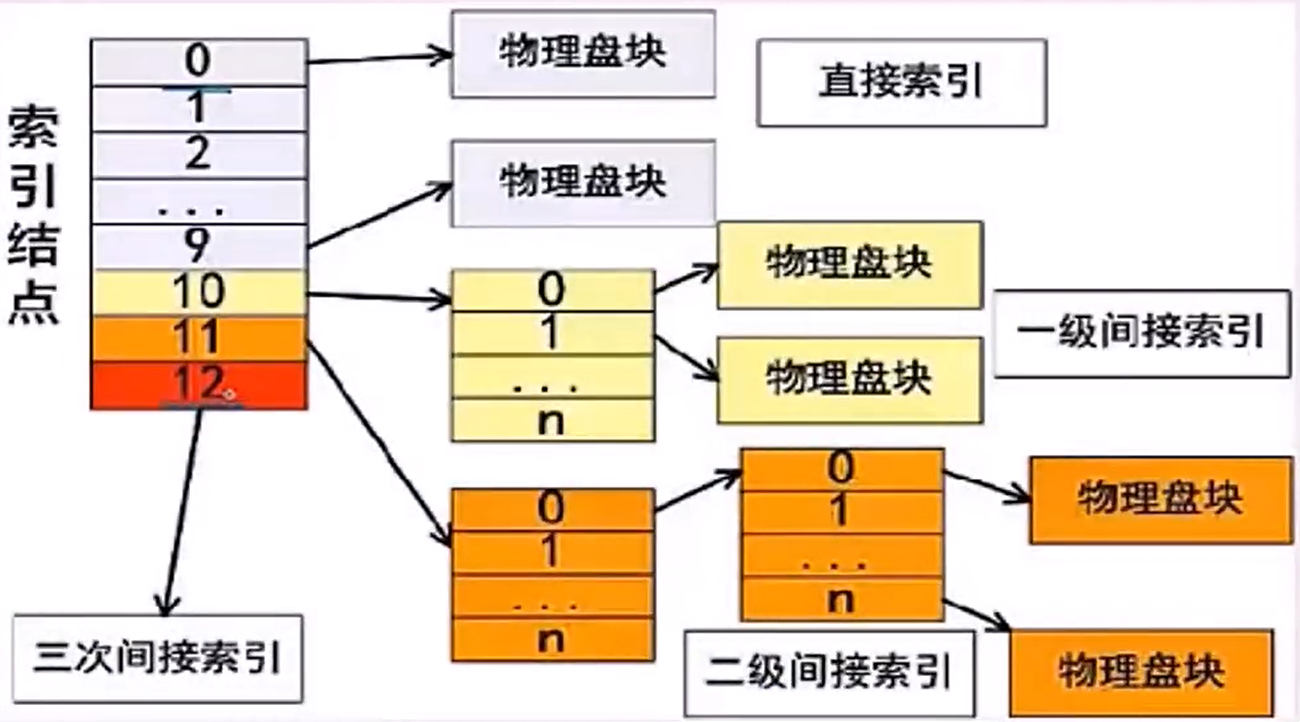 索引结点
0
1
2
...
9
10
11
12。
物理盘块
直接索引
物理盘块
0
1
...
n
物理盘块
物理盘块
一级间接索引
0
1
...
n
0
1
...
n
物理盘块
物理盘块
二级间接索引
三次间接索引